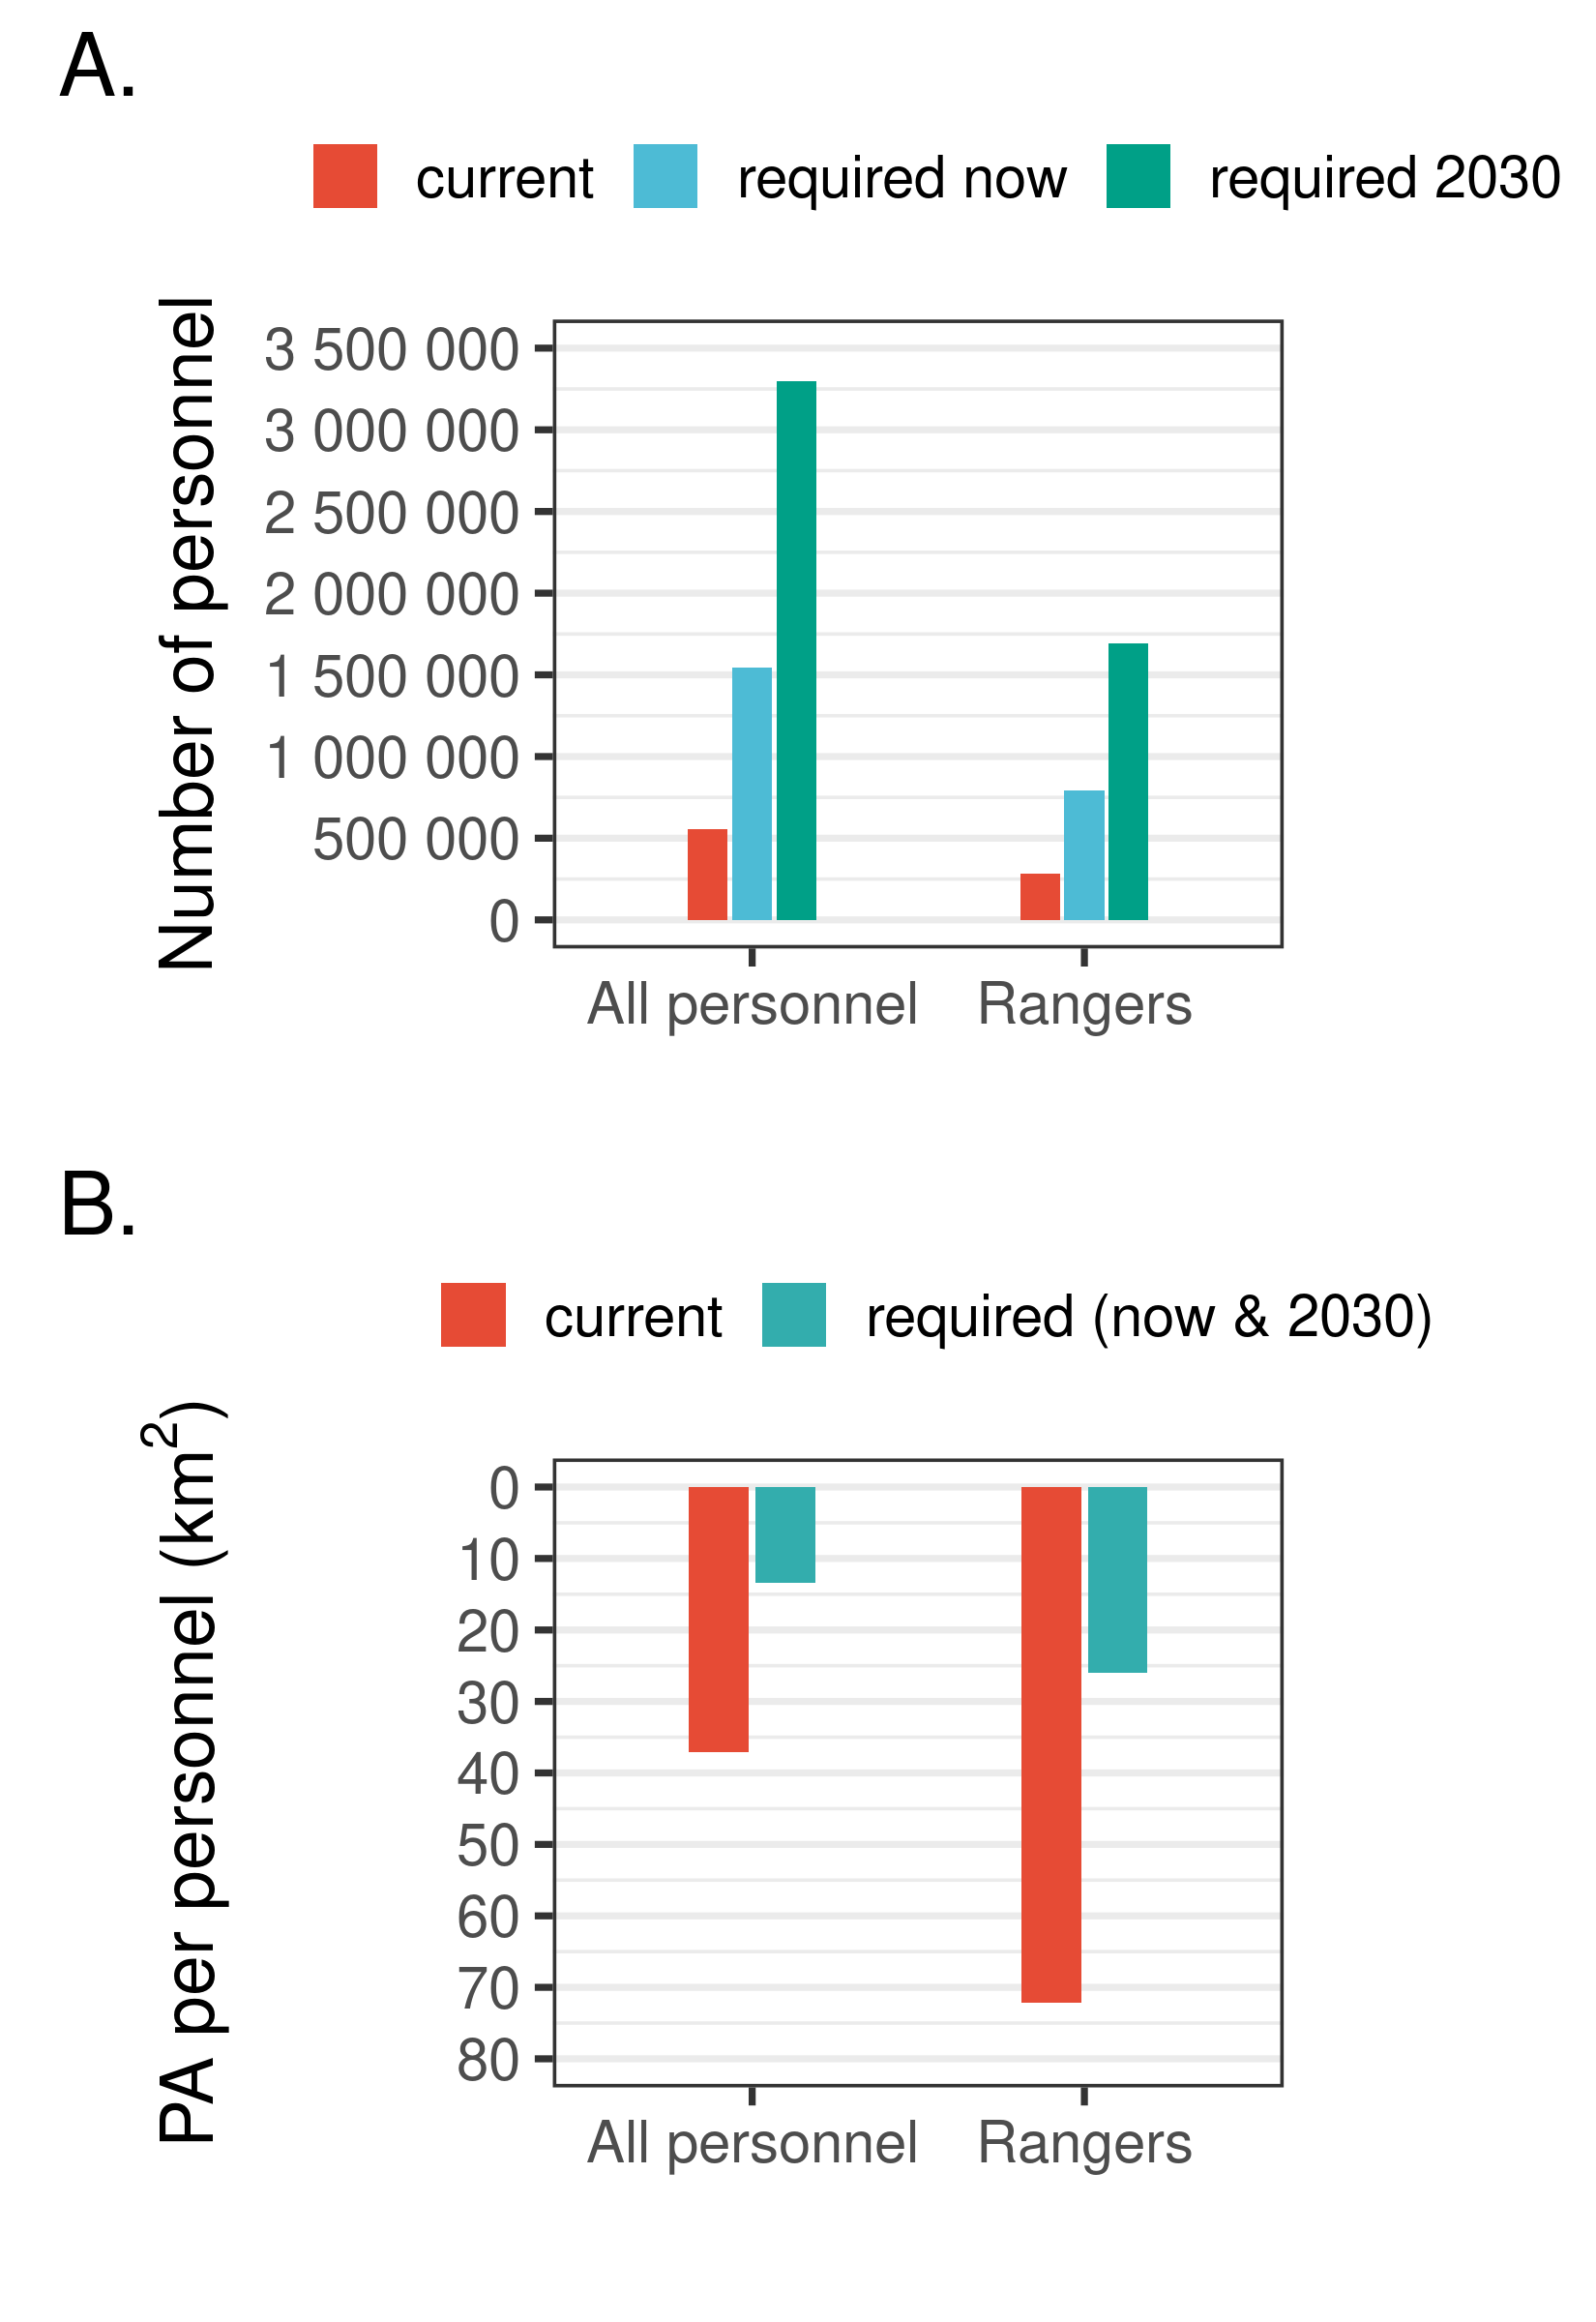 A.
current required now required 2030
Number of personnel
3 500 000
3 000 000
2 500 000
2 000 000
1 500 000
1 000 000
500 000
0
All personnel Rangers
B.
current required (now & 2030)
PA per personnel (km²)
0
10
20
30
40
50
60
70
80
All personnel Rangers